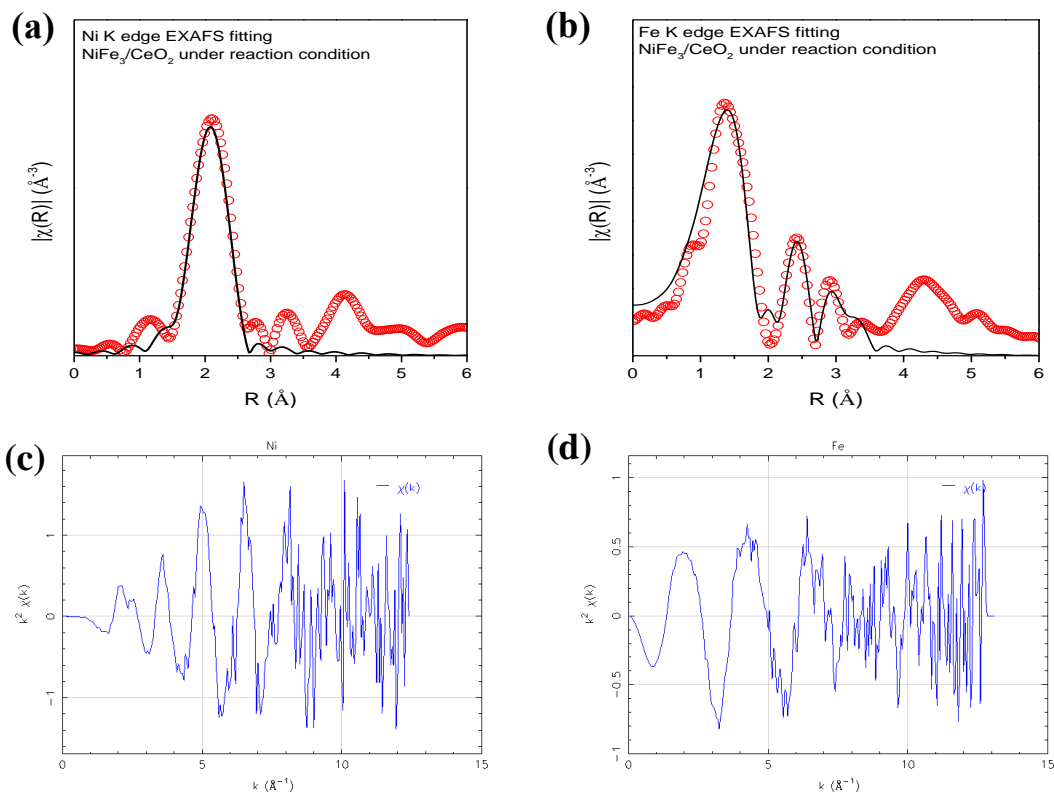 (a)
Ni K edge EXAFS fitting
NiFe₃/CeO₂ under reaction condition
|χ(R)| (Å⁻³)
0 1 2 3 4 5 6
R (Å)
(b)
Fe K edge EXAFS fitting
NiFe₃/CeO₂ under reaction condition
|χ(R)| (Å⁻³)
0 1 2 3 4 5 6
R (Å)
(c)
Ni
χ(k)
k² χ(k)
1
0
−1
0 5 10 15
k (Å⁻¹)
(d)
Fe
χ(k)
k² χ(k)
1
0.5
0
−0.5
−1
0 5 10 15
k (Å⁻¹)